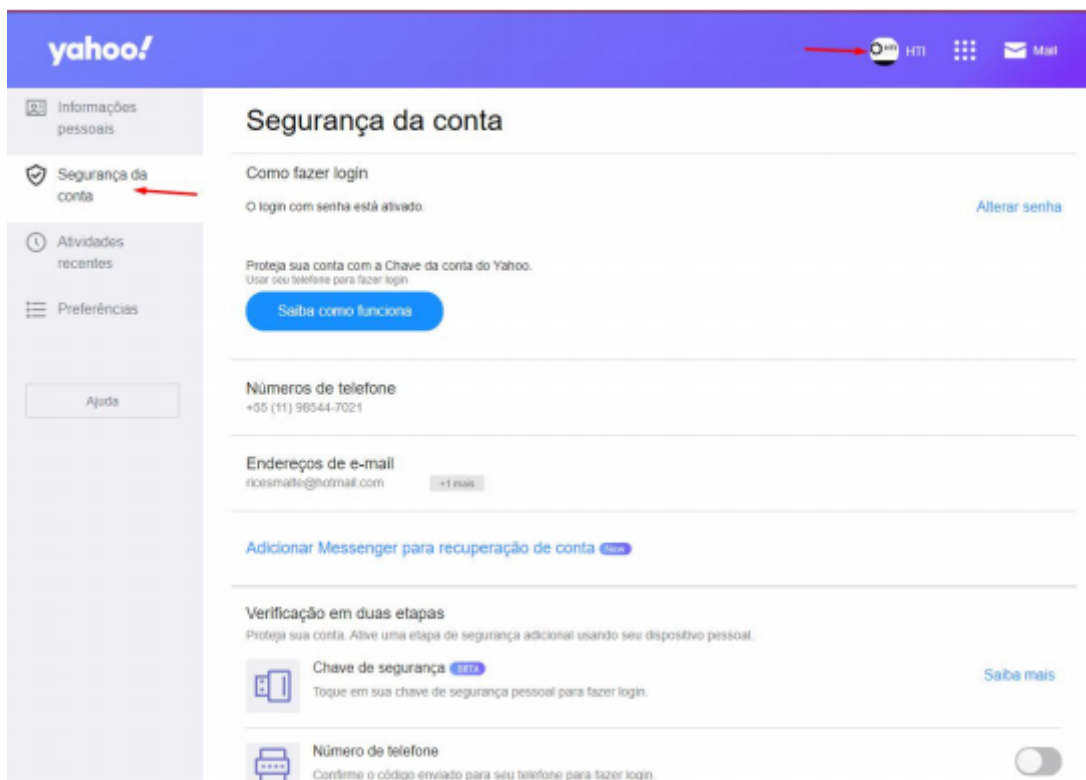 yahoo!
HTI
Mail
Informações
pessoais
Segurança da
conta
Atividades
recentes
Preferências
Ajuda
Segurança da conta
Como fazer login
O login com senha está ativado.
Alterar senha
Proteja sua conta com a Chave da conta do Yahoo.
Usar seu telefone para fazer login
Saiba como funciona
Números de telefone
+55 (11) 98544-7021
Endereços de e-mail
ricesmalte@hotmail.com
+1 mais
Adicionar Messenger para recuperação de conta New
Verificação em duas etapas
Proteja sua conta. Ative uma etapa de segurança adicional usando seu dispositivo pessoal.
Chave de segurança BETA
Toque em sua chave de segurança pessoal para fazer login.
Saiba mais
Número de telefone
Confirme o código enviado para seu telefone para fazer login.